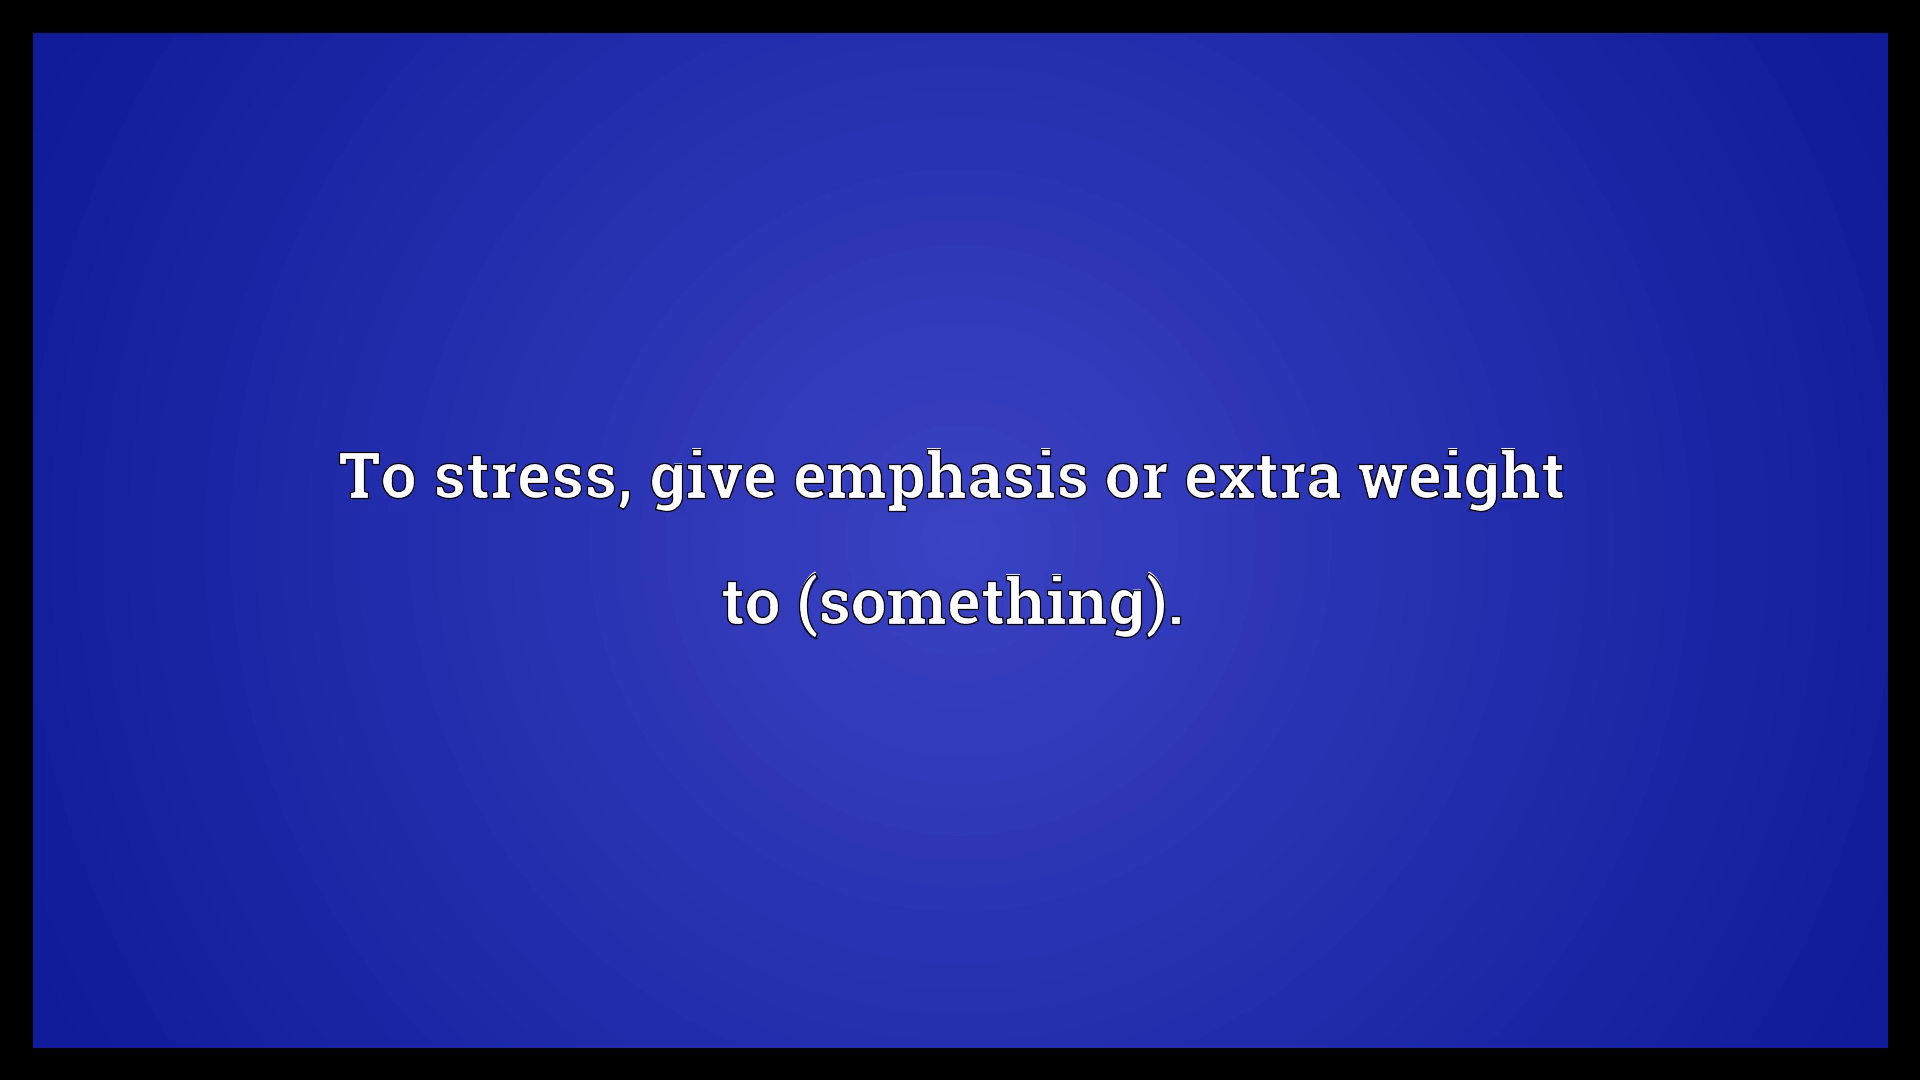 To stress, give emphasis or extra weight
to (something).